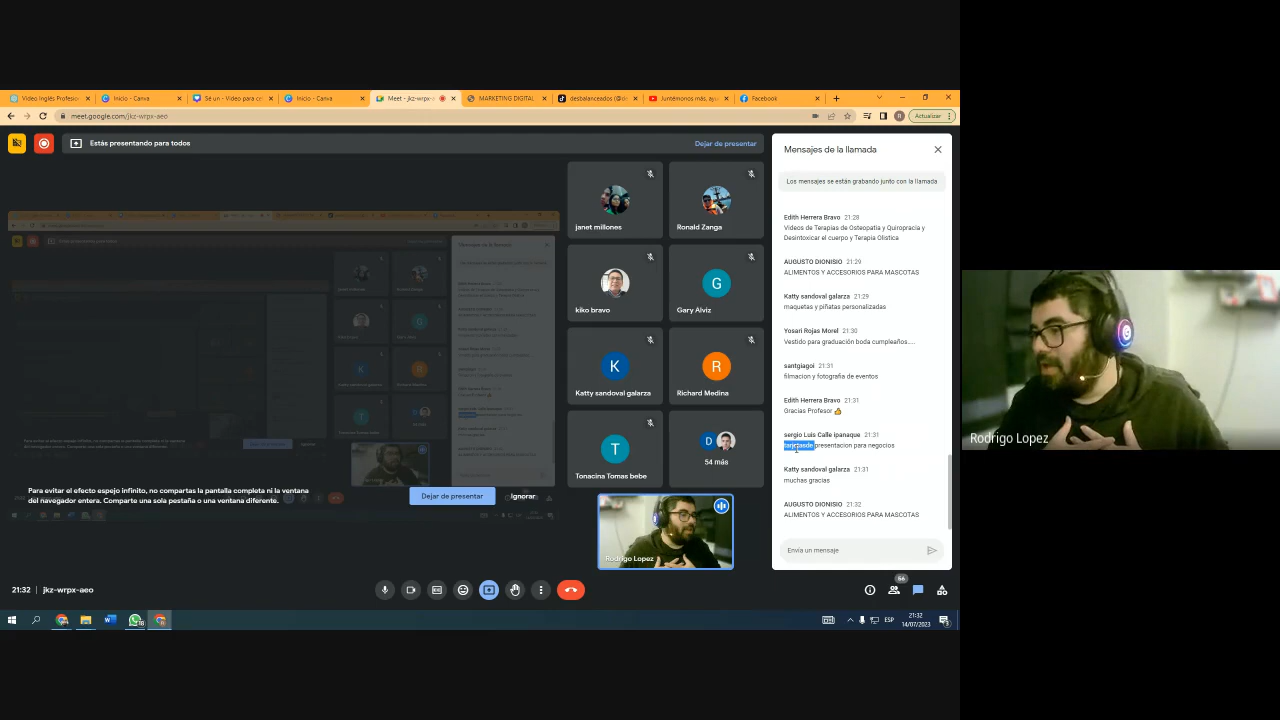 Video Inglés Profesio
Inicio - Canva
Sé un - Video para ce
Inicio - Canva
Meet - jkz-wrpx-a
MARKETING DIGITAL
desbalanceados (@de
Juntémonos más, ay
Facebook
meet.google.com/jkz-wrpx-aeo
Actualizar
Estás presentando para todos
Dejar de presentar
Mensajes de la llamada
Los mensajes se están grabando junto con la llamada
Edith Herrera Bravo 21:28
Videos de Terapias de Osteopatia y Quiropracia y
Desintoxicar el cuerpo y Terapia Olistica
AUGUSTO DIONISIO 21:29
ALIMENTOS Y ACCESORIOS PARA MASCOTAS
Katty sandoval galarza 21:29
maquetas y piñatas personalizadas
Yosari Rojas Morel 21:30
Vestido para graduación boda cumpleaños....
santgiagoi 21:31
filmacion y fotografia de eventos
Edith Herrera Bravo 21:31
Gracias Profesor 👍
sergio Luis Calle ipanaque 21:31
presentacion para negocios
Katty sandoval galarza 21:31
muchas gracias
AUGUSTO DIONISIO 21:32
ALIMENTOS Y ACCESORIOS PARA MASCOTAS
Envía un mensaje
janet millones
Ronald Zanga
kiko bravo
G
Gary Alviz
K
Katty sandoval galarza
R
Richard Medina
T
Tonacina Tomas bebe
D
54 más
Rodrigo Lopez
Para evitar el efecto espejo infinito, no compartas la pantalla completa ni la ventana
del navegador entera. Comparte una sola pestaña o una ventana diferente.
Dejar de presentar
Ignorar
21:32 | jkz-wrpx-aeo
56
ESP
21:32
14/07/2023
Rodrigo Lopez